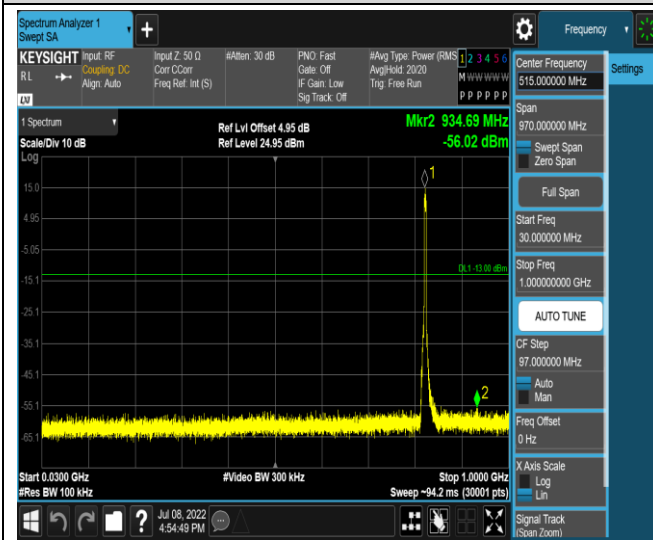 Spectrum Analyzer 1
Swept SA
+
Frequency
KEYSIGHT
RL
LXI
Input: RF
Coupling: DC
Align: Auto
Input Z: 50 Ω
Corr CCorr
Freq Ref: Int (S)
#Atten: 30 dB
PNO: Fast
Gate: Off
IF Gain: Low
Sig Track: Off
#Avg Type: Power (RMS
Avg|Hold: 20/20
Trig: Free Run
1 2 3 4 5 6
M W W W W W
P P P P P P
Center Frequency
515.000000 MHz
Settings
1 Spectrum
Scale/Div 10 dB
Log
Ref Lvl Offset 4.95 dB
Ref Level 24.95 dBm
Mkr2 934.69 MHz
-56.02 dBm
Span
970.000000 MHz
Swept Span
Zero Span
Full Span
Start Freq
30.000000 MHz
Stop Freq
1.000000000 GHz
AUTO TUNE
CF Step
97.000000 MHz
Auto
Man
Freq Offset
0 Hz
X Axis Scale
Log
Lin
Signal Track
(Span Zoom)
1
15.0
4.95
-5.05
DL1 -13.00 dBm
-15.1
-25.1
-35.1
-45.1
2
-55.1
-65.1
Start 0.0300 GHz
#Res BW 100 kHz
#Video BW 300 kHz
Stop 1.0000 GHz
Sweep ~94.2 ms (30001 pts)
?
Jul 08, 2022
4:54:49 PM